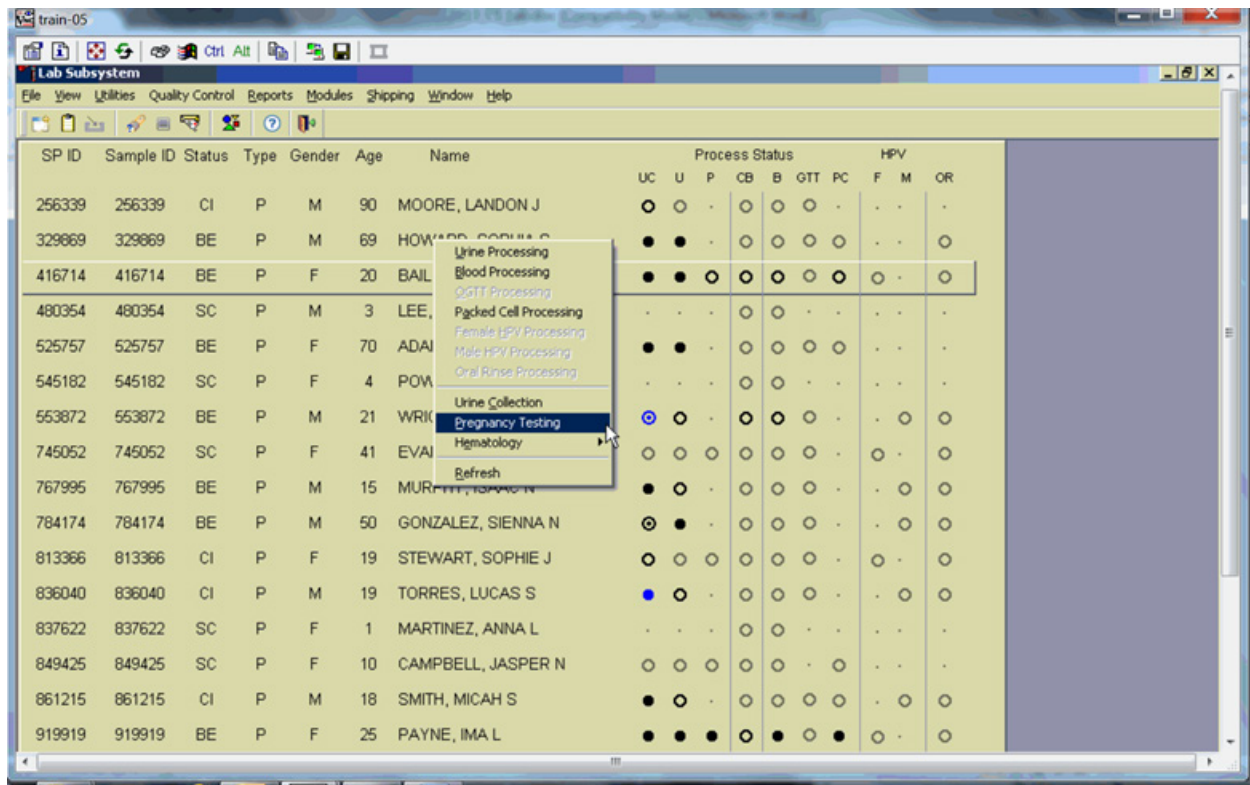 train-05
Ctrl Alt
Lab Subsystem
File View Utilities Quality Control Reports Modules Shipping Window Help
SP ID Sample ID Status Type Gender Age Name Process Status HPV
UC U P CB B GTT PC F M OR
256339 256339 CI P M 90 MOORE, LANDON J
329869 329869 BE P M 69
Urine Processing
416714 416714 BE P F 20 BAIL
Blood Processing
OGTT Processing
480354 480354 SC P M 3 LEE,
Packed Cell Processing
Female HPV Processing
525757 525757 BE P F 70
Male HPV Processing
Oral Rinse Processing
545182 545182 SC P F 4 POW
Urine Collection
553872 553872 BE P M 21
Pregnancy Testing
745052 745052 SC P F 41
Hematology
Refresh
767995 767995 BE P M 15
784174 784174 BE P M 50 GONZALEZ, SIENNA N
813366 813366 CI P F 19 STEWART, SOPHIE J
836040 836040 CI P M 19 TORRES, LUCAS S
837622 837622 SC P F 1 MARTINEZ, ANNA L
849425 849425 SC P F 10 CAMPBELL, JASPER N
861215 861215 CI P M 18 SMITH, MICAH S
919919 919919 BE P F 25 PAYNE, IMA L